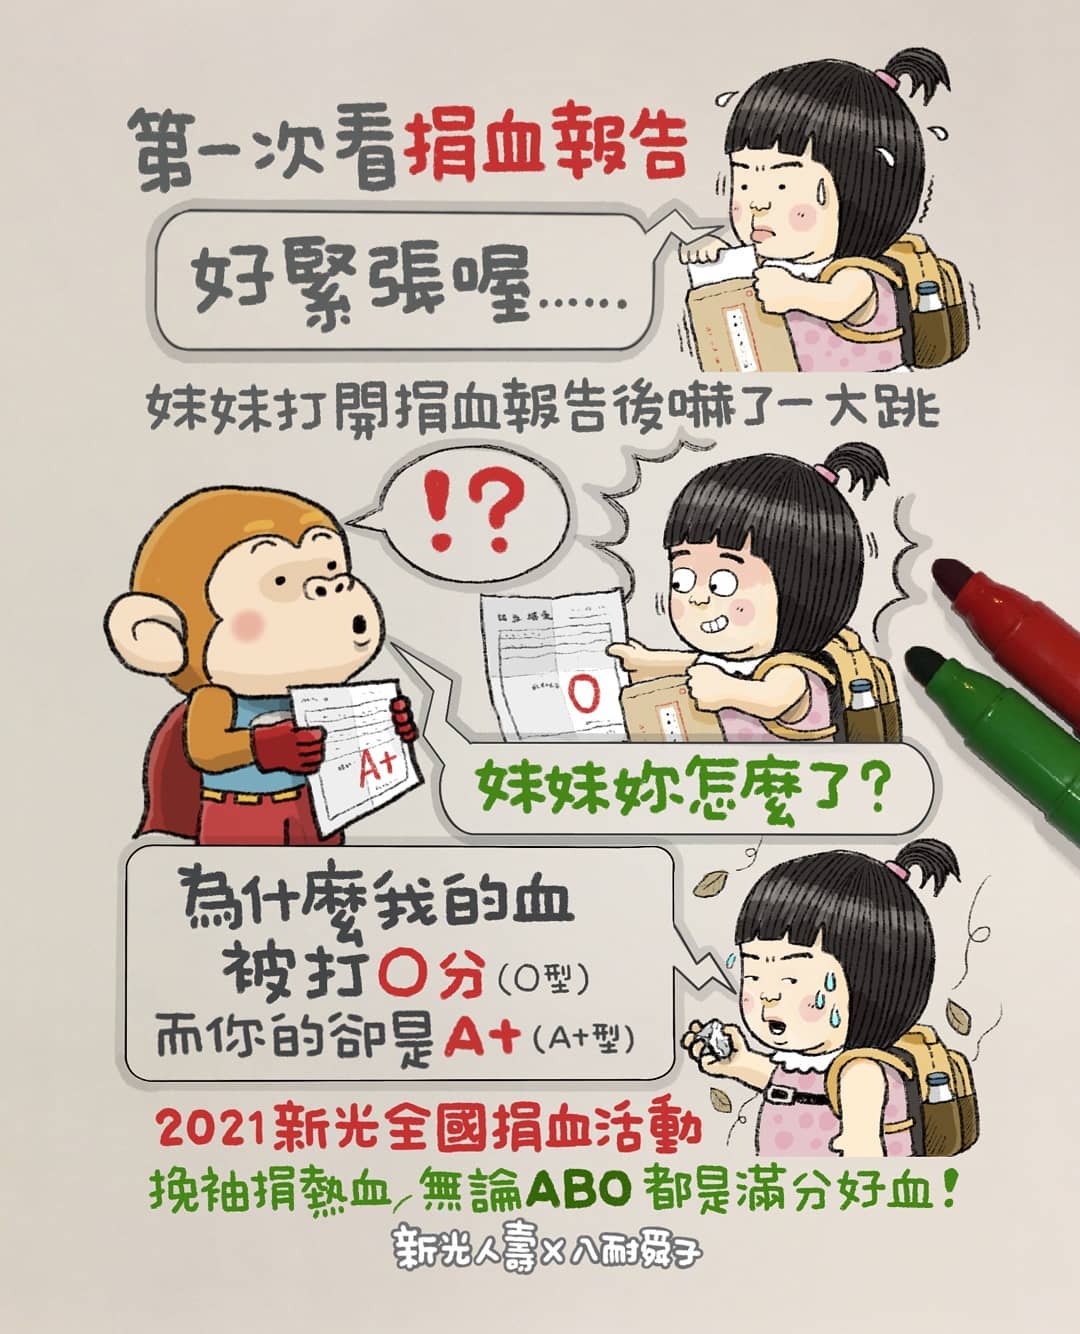 第一次看捐血報告
好緊張喔......
妹妹打開捐血報告後嚇了一大跳
!?
捐血報告
O
A+
妹妹妳怎麼了?
為什麼我的血
被打O分(O型)
而你的卻是A+(A+型)
2021新光全國捐血活動
挽袖捐熱血,無論ABO都是滿分好血!
新光人壽×八耐舜子